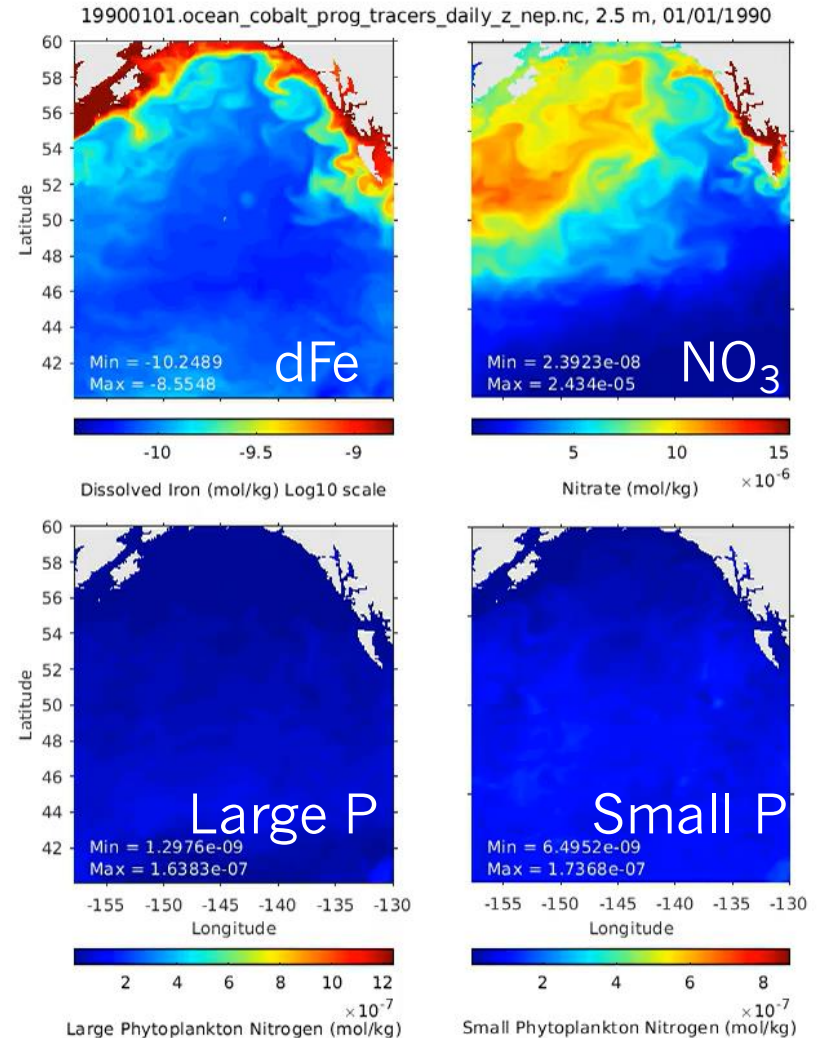 19900101.ocean_cobalt_prog_tracers_daily_z_nep.nc, 2.5 m, 01/01/1990
60
58
56
54
52
50
48
46
44
42
Latitude
Min = -10.2489
Max = -8.5548
dFe
Min = 2.3923e-08
Max = 2.434e-05
NO3
-10 -9.5 -9
Dissolved Iron (mol/kg) Log10 scale
5 10 15
×10-6
Nitrate (mol/kg)
60
58
56
54
52
50
48
46
44
42
Latitude
Large P
Min = 1.2976e-09
Max = 1.6383e-07
Small P
Min = 6.4952e-09
Max = 1.7368e-07
-155 -150 -145 -140 -135 -130
Longitude
-155 -150 -145 -140 -135 -130
Longitude
2 4 6 8 10 12
×10-7
Large Phytoplankton Nitrogen (mol/kg)
2 4 6 8
×10-7
Small Phytoplankton Nitrogen (mol/kg)